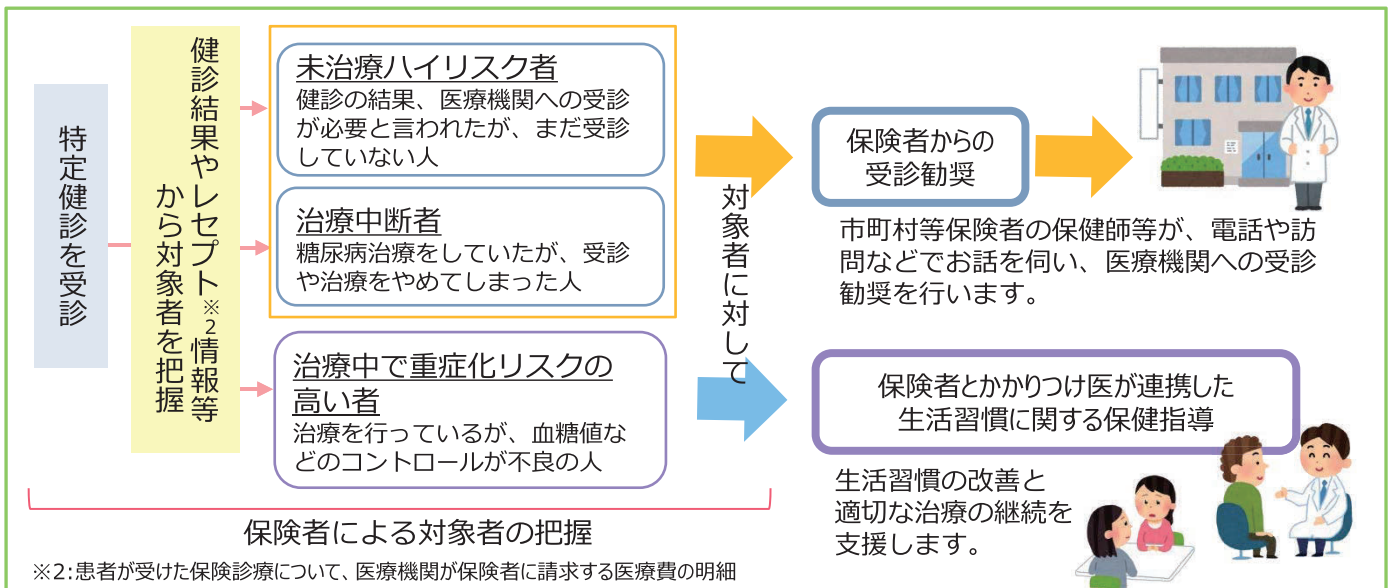 特定健診を受診
健診結果やレセプト※2情報等
から対象者を把握
未治療ハイリスク者
健診の結果、医療機関への受診
が必要と言われたが、まだ受診
していない人
治療中断者
糖尿病治療をしていたが、受診
や治療をやめてしまった人
治療中で重症化リスクの
高い者
治療を行っているが、血糖値な
どのコントロールが不良の人
対象者に対して
保険者からの
受診勧奨
市町村等保険者の保健師等が、電話や訪
問などでお話を伺い、医療機関への受診
勧奨を行います。
保険者とかかりつけ医が連携した
生活習慣に関する保健指導
生活習慣の改善と
適切な治療の継続を
支援します。
保険者による対象者の把握
※2:患者が受けた保険診療について、医療機関が保険者に請求する医療費の明細